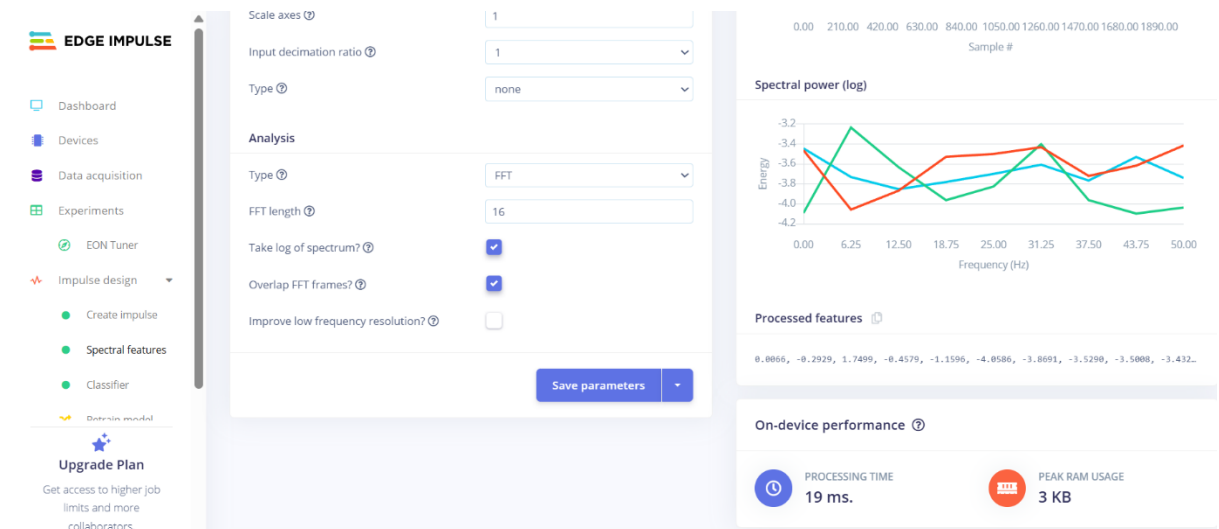 EDGE IMPULSE
Dashboard
Devices
Data acquisition
Experiments
EON Tuner
Impulse design
Create impulse
Spectral features
Classifier
Retrain model
Upgrade Plan
Get access to higher job
limits and more
collaborators
Scale axes
1
Input decimation ratio
1
Type
none
Analysis
Type
FFT
FFT length
16
Take log of spectrum?
Overlap FFT frames?
Improve low frequency resolution?
Save parameters
0.00 210.00 420.00 630.00 840.00 1050.00 1260.00 1470.00 1680.00 1890.00
Sample #
Spectral power (log)
Energy
-3.2
-3.4
-3.6
-3.8
-4.0
-4.2
0.00 6.25 12.50 18.75 25.00 31.25 37.50 43.75 50.00
Frequency (Hz)
Processed features
0.0066, -0.2929, 1.7499, -0.4579, -1.1596, -4.0586, -3.8691, -3.5290, -3.5008, -3.432…
On-device performance
PROCESSING TIME
19 ms.
PEAK RAM USAGE
3 KB